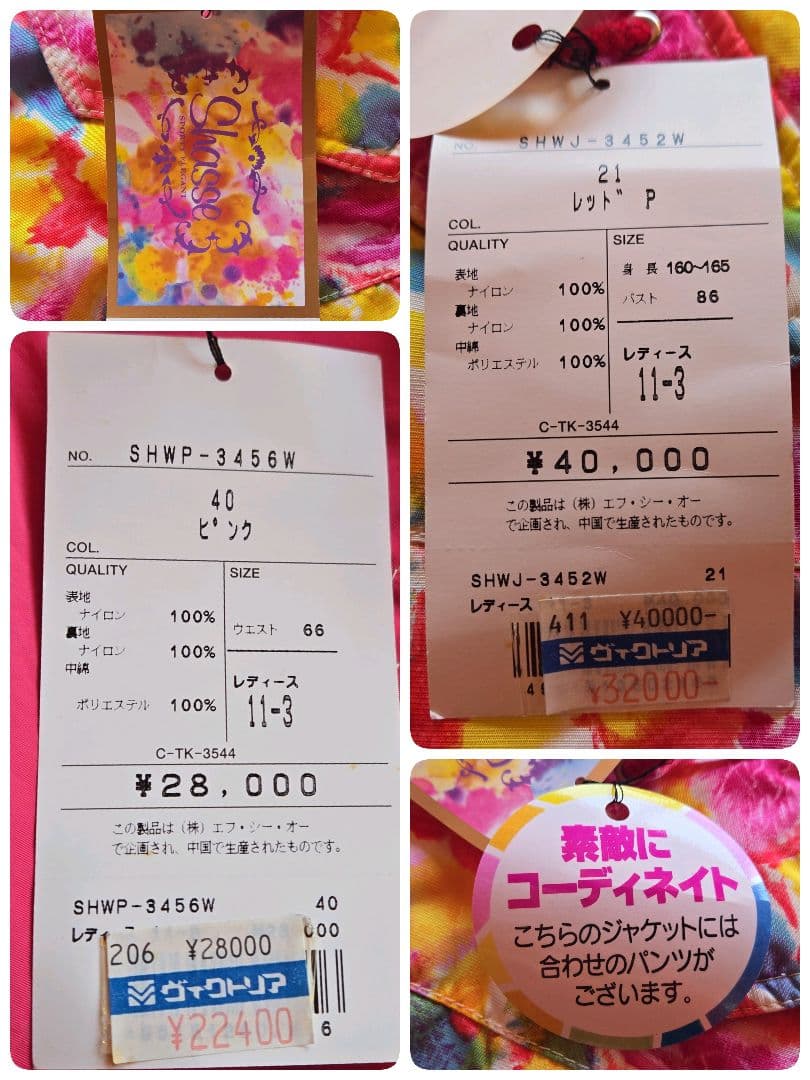 Shasoe
SPORTS ELEGANT
NO. SHWJ-3452W
21
レッド P
COL.
QUALITY
SIZE
表地
ナイロン 100%
裏地
ナイロン 100%
中綿
ポリエステル 100%
身長 160~165
バスト 86
レディース
11-3
C-TK-3544
¥40,000
この製品は(株)エフ・シー・オー
で企画され、中国で生産されたものです。
SHWJ-3452W 21
レディース
411 ¥40000-
ヴィクトリア
¥32000-
NO. SHWP-3456W
40
ピンク
COL.
QUALITY
SIZE
表地
ナイロン 100%
裏地
ナイロン 100%
中綿
ポリエステル 100%
ウエスト 66
レディース
11-3
C-TK-3544
¥28,000
この製品は(株)エフ・シー・オー
で企画され、中国で生産されたものです。
SHWP-3456W 40
レディ
000
206 ¥28000
ヴィクトリア
¥22400
6
素敵に
コーディネイト
こちらのジャケットには
合わせのパンツが
ございます。